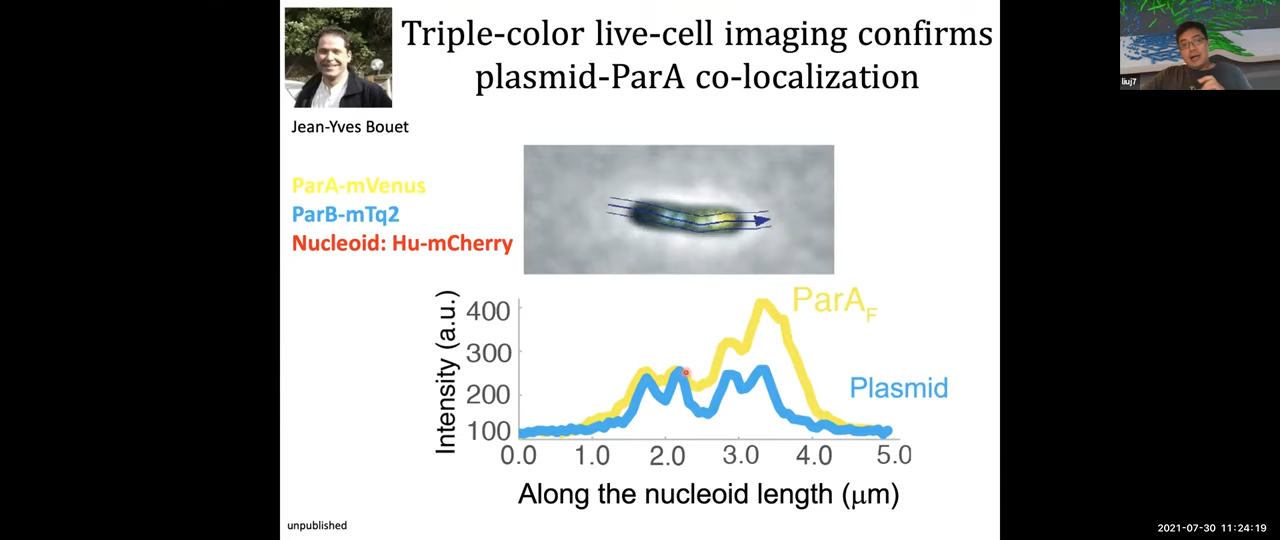 Triple-color live-cell imaging confirms
plasmid-ParA co-localization
liuj7
Jean-Yves Bouet
ParA-mVenus
ParB-mTq2
Nucleoid: Hu-mCherry
ParAF
Plasmid
Intensity (a.u.)
400
300
200
100
0.0 1.0 2.0 3.0 4.0 5.0
Along the nucleoid length (μm)
unpublished
2021-07-30 11:24:19